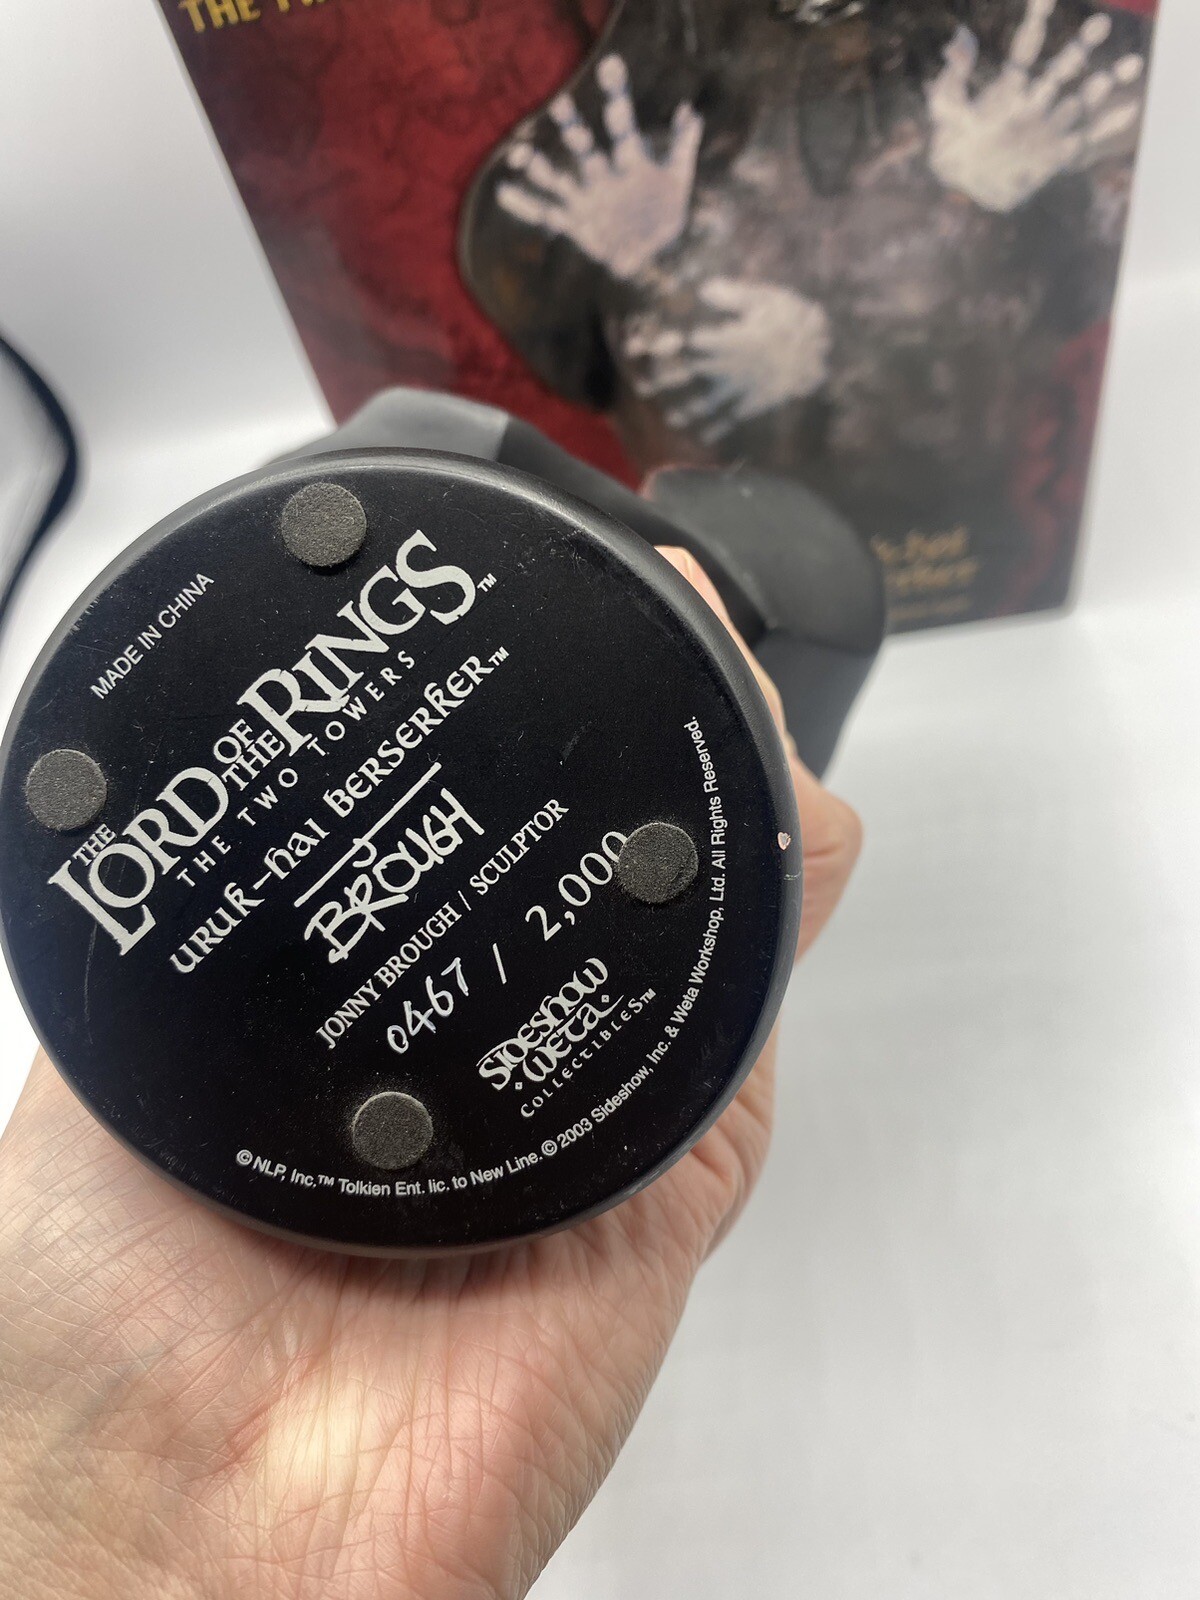 THE
MADE IN CHINA
THE
LORD OF THE RINGS™
THE TWO TOWERS
URUK-HAI BERSERKER™
BROUGH
JONNY BROUGH / SCULPTOR
0467 / 2,000
SIDESHOW
WETA
COLLECTIBLES™
© NLP, Inc.™ Tolkien Ent. lic. to New Line. © 2003 Sideshow, Inc. & Weta Workshop, Ltd. All Rights Reserved.